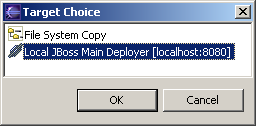 Target Choice
File System Copy
Local JBoss Main Deployer [localhost:8080]
OK
Cancel